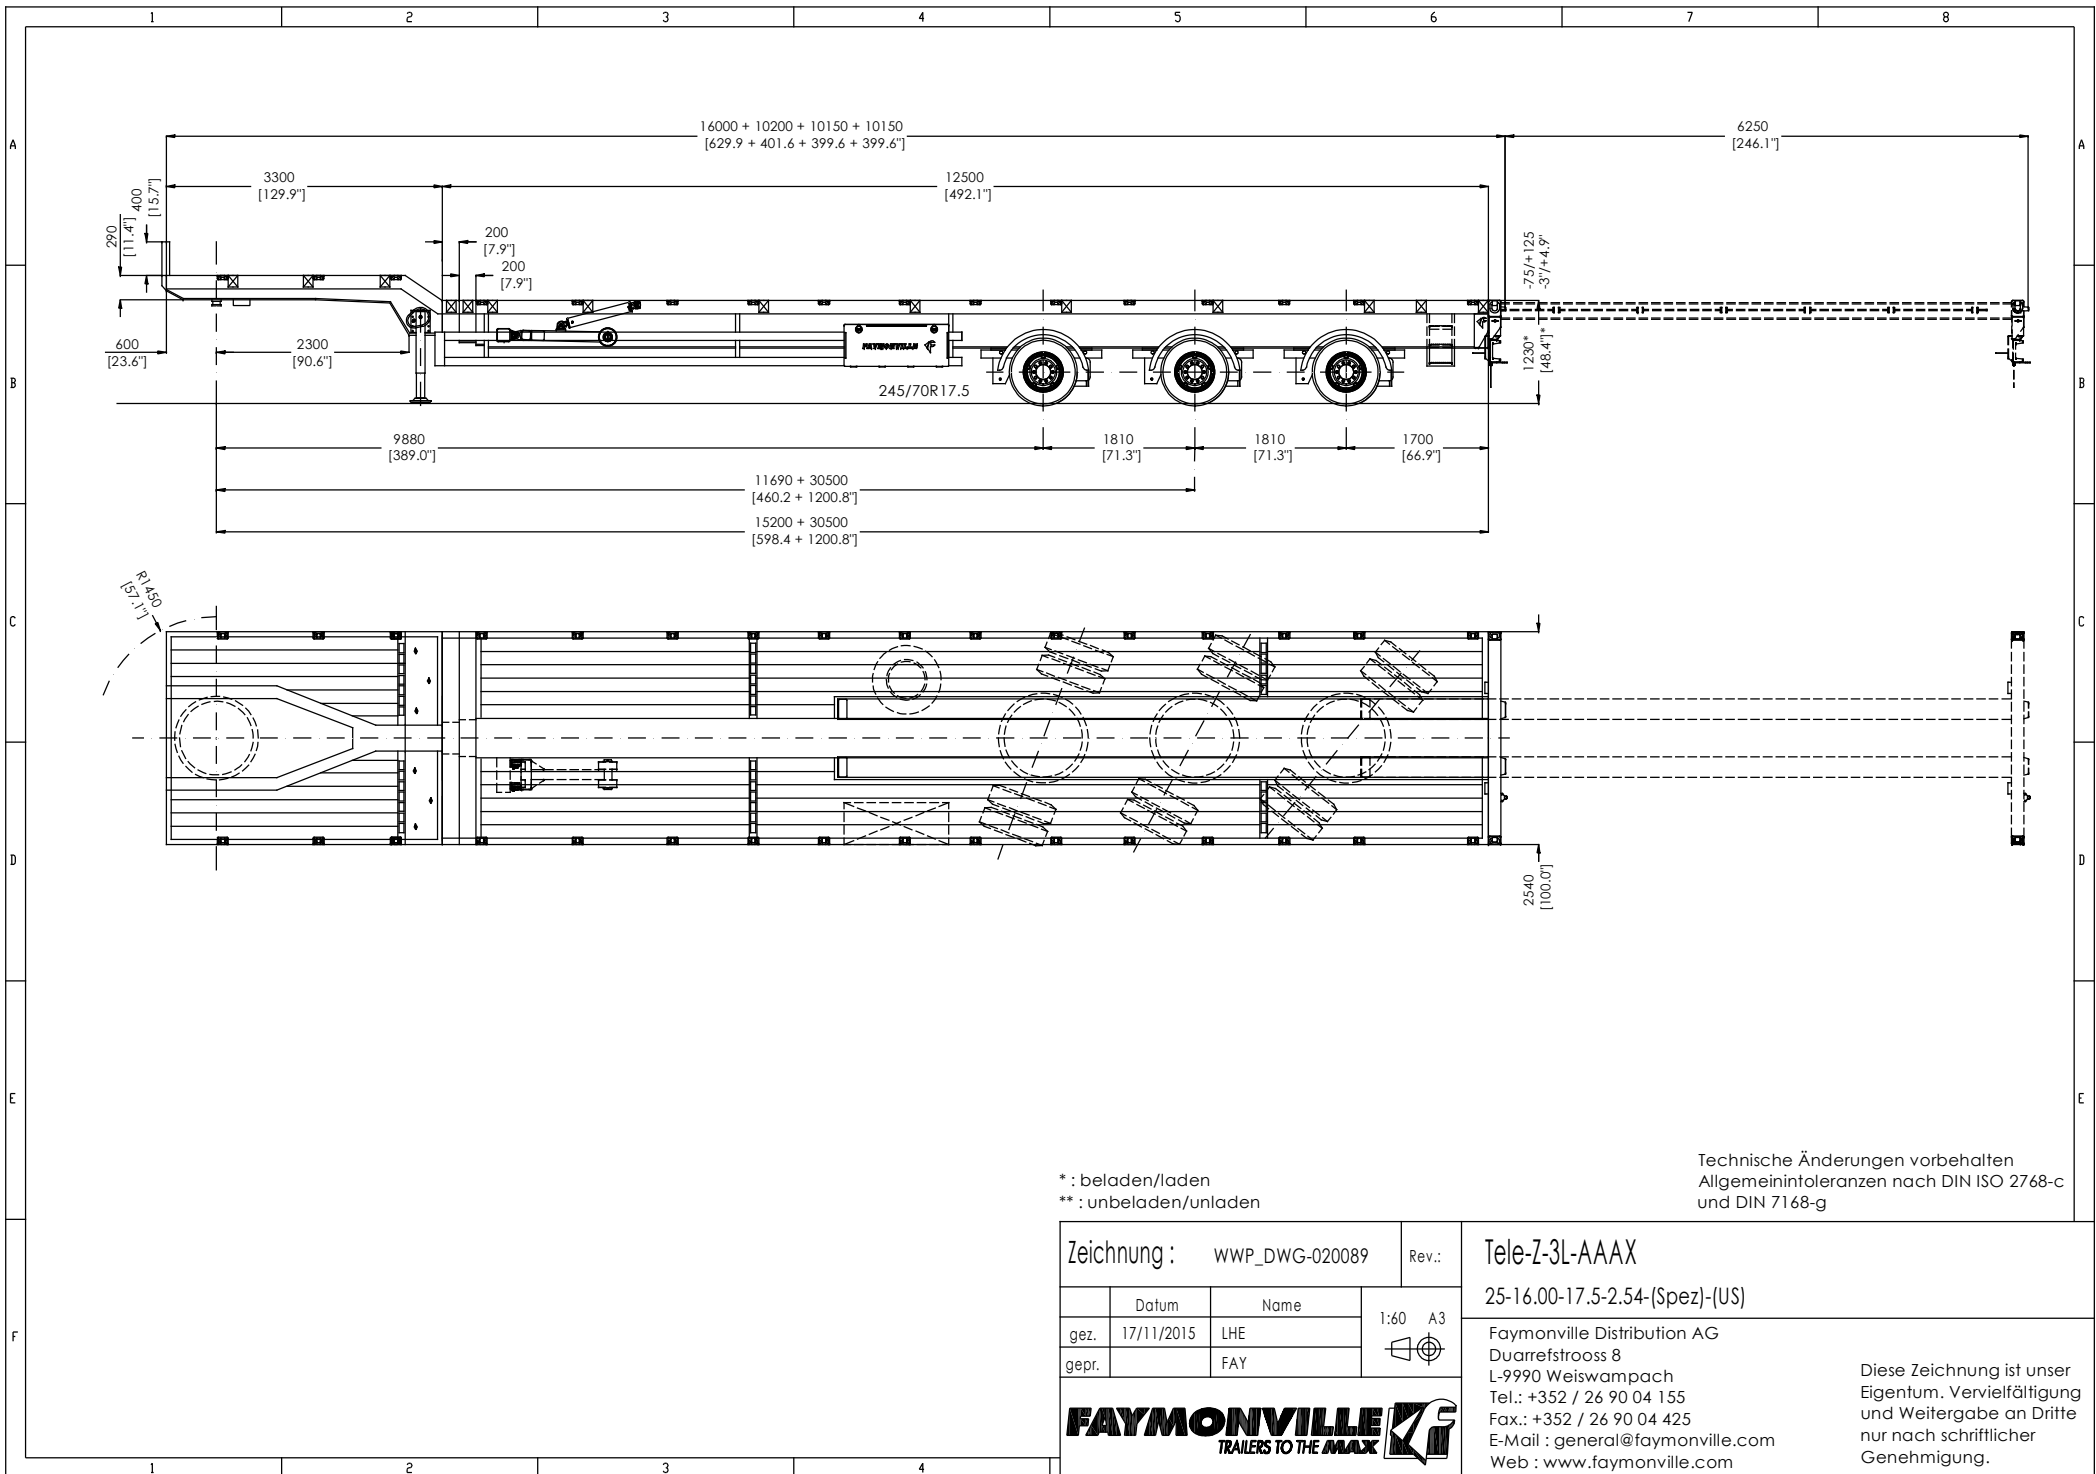 1 2 3 4 5 6 7 8
A A
B B
C C
D D
E E
F
1 2 3 4
16000 + 10200 + 10150 + 10150
[629.9 + 401.6 + 399.6 + 399.6"]
6250
[246.1"]
3300
[129.9"]
12500
[492.1"]
400
[15.7"]
290
[11.4"]
200
[7.9"]
200
[7.9"]
-75/+125
-3"/+4.9"
600
[23.6"]
2300
[90.6"]
1230*
[48.4"]*
FAYMONVILLE
245/70R17.5
9880
[389.0"]
1810
[71.3"]
1810
[71.3"]
1700
[66.9"]
11690 + 30500
[460.2 + 1200.8"]
15200 + 30500
[598.4 + 1200.8"]
R1450
[57.1"]
2540
[100.0"]
* : beladen/laden
** : unbeladen/unladen
Technische Änderungen vorbehalten
Allgemeinintoleranzen nach DIN ISO 2768-c
und DIN 7168-g
Zeichnung : WWP_DWG-020089 Rev.:
Datum Name
gez. 17/11/2015 LHE
gepr. FAY
1:60 A3
FAYMONVILLE
TRAILERS TO THE MAX
Tele-Z-3L-AAAX
25-16.00-17.5-2.54-(Spez)-(US)
Faymonville Distribution AG
Duarrefstrooss 8
L-9990 Weiswampach
Tel.: +352 / 26 90 04 155
Fax.: +352 / 26 90 04 425
E-Mail : general@faymonville.com
Web : www.faymonville.com
Diese Zeichnung ist unser
Eigentum. Vervielfältigung
und Weitergabe an Dritte
nur nach schriftlicher
Genehmigung.